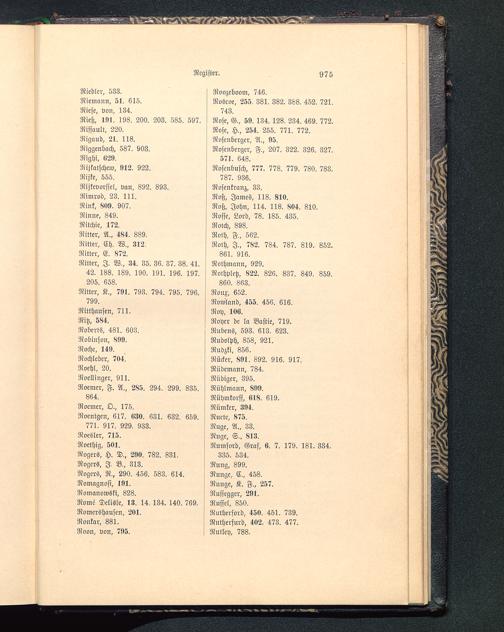 Register.
975
Riedler, 533.
Riemann, 51. 615.
Riese, von, 134.
Rieß, 191. 198. 200. 203. 585. 597.
Riffault, 220.
Rigaud, 21. 118.
Riggenbach, 587. 903.
Righi, 629.
Rijkatschew, 912. 922.
Rijke, 555.
Rijkevorsel, van, 892. 893.
Nimrod, 23. 111.
Rink, 809. 907.
Rinne, 849.
Ritchie, 172.
Ritter, A., 484. 889.
Ritter, Ch. W., 312.
Ritter, E. 872.
Ritter, J. W., 34. 35. 36. 37. 38. 41.
42. 188. 189. 190. 191. 196. 197.
205. 658.
Ritter, K., 791. 793. 794. 795. 796.
799.
Ritthausen, 711.
Ritz, 584.
Roberts, 481. 603.
Robinson, 899.
Roche, 149.
Rochleder, 704.
Roehl, 20.
Roellinger, 911.
Roemer, F. A., 285. 294. 299. 835.
864.
Roemer, O., 175.
Roentgen, 617. 630. 631. 632. 659.
771. 917. 929. 933.
Roesler, 715.
Roethig, 501.
Rogers, H. D., 290. 782. 831.
Rogers, J. B., 313.
Rogers, R., 290. 456. 583. 614.
Romagnosi, 191.
Romanowski, 828.
Romé Delisle, 13. 14. 134. 140. 769.
Romershausen, 201.
Ronkar, 881.
Roon, von, 795.
Roozeboom, 746.
Roscoe, 255. 381. 382. 388. 452. 721.
743.
Rose, G., 59. 134. 128. 234. 469. 772.
Rose, H., 254. 255. 771. 772.
Rosenberger, A., 95.
Rosenberger, F., 207. 322. 326. 327.
571. 648.
Rosenbusch, 777. 778. 779. 780. 783.
787. 936.
Rosenkranz, 33.
Roß, James, 118. 810.
Roß, John, 114. 118. 804. 810.
Rosse, Lord, 78. 185. 435.
Rotch, 898.
Roth, F., 562.
Roth, J., 782. 784. 787. 819. 852.
861. 916.
Rothmann, 929.
Rothpletz, 822. 826. 837. 849. 859.
860. 863.
Roux, 652.
Rowland, 455. 456. 616.
Roy, 106.
Royer de la Bastie, 719.
Rubens, 593. 613. 623.
Rudolph, 858. 921.
Rudzki, 856.
Rücker, 891. 892. 916. 917.
Rüdemann, 784.
Rüdiger, 395.
Rühlmann, 800.
Rühmkorff, 618. 619.
Rümker, 394.
Ruete, 875.
Ruge, A., 33.
Ruge, S., 813.
Rumford, Graf, 6. 7. 179. 181. 334.
335. 534.
Rung, 899.
Runge, C., 458.
Runge, K. F., 257.
Russegger, 291.
Russel, 850.
Rutherford, 450. 451. 739.
Rutherfurd, 402. 473. 477.
Rutley, 788.